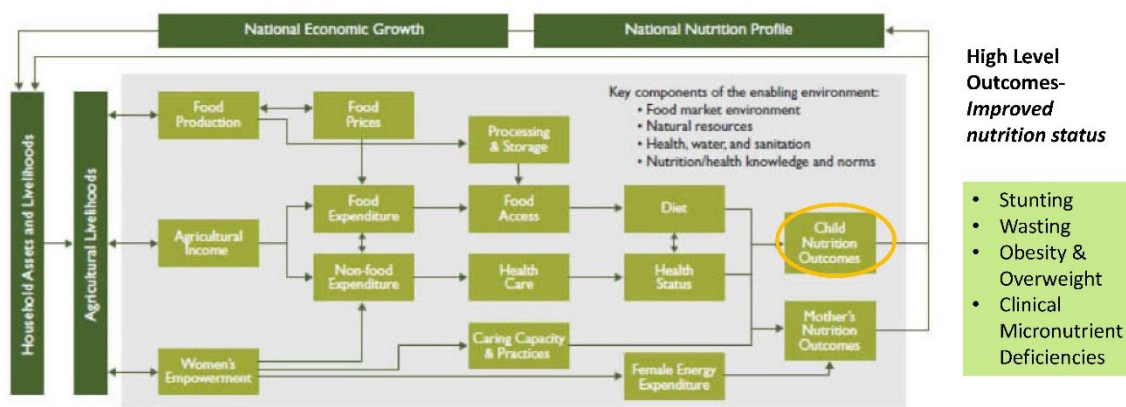 National Economic Growth
National Nutrition Profile
Household Assets and Livelihoods
Agricultural Livelihoods
Food
Production
Food
Prices
Processing
& Storage
Key components of the enabling environment:
• Food market environment
• Natural resources
• Health, water, and sanitation
• Nutrition/health knowledge and norms
Agricultural
Income
Food
Expenditure
Food
Access
Diet
Child
Nutrition
Outcomes
Non-food
Expenditure
Health
Care
Health
Status
Women's
Empowerment
Caring Capacity
& Practices
Female Energy
Expenditure
Mother's
Nutrition
Outcomes
High Level
Outcomes-
Improved
nutrition status
• Stunting
• Wasting
• Obesity &
Overweight
• Clinical
Micronutrient
Deficiencies